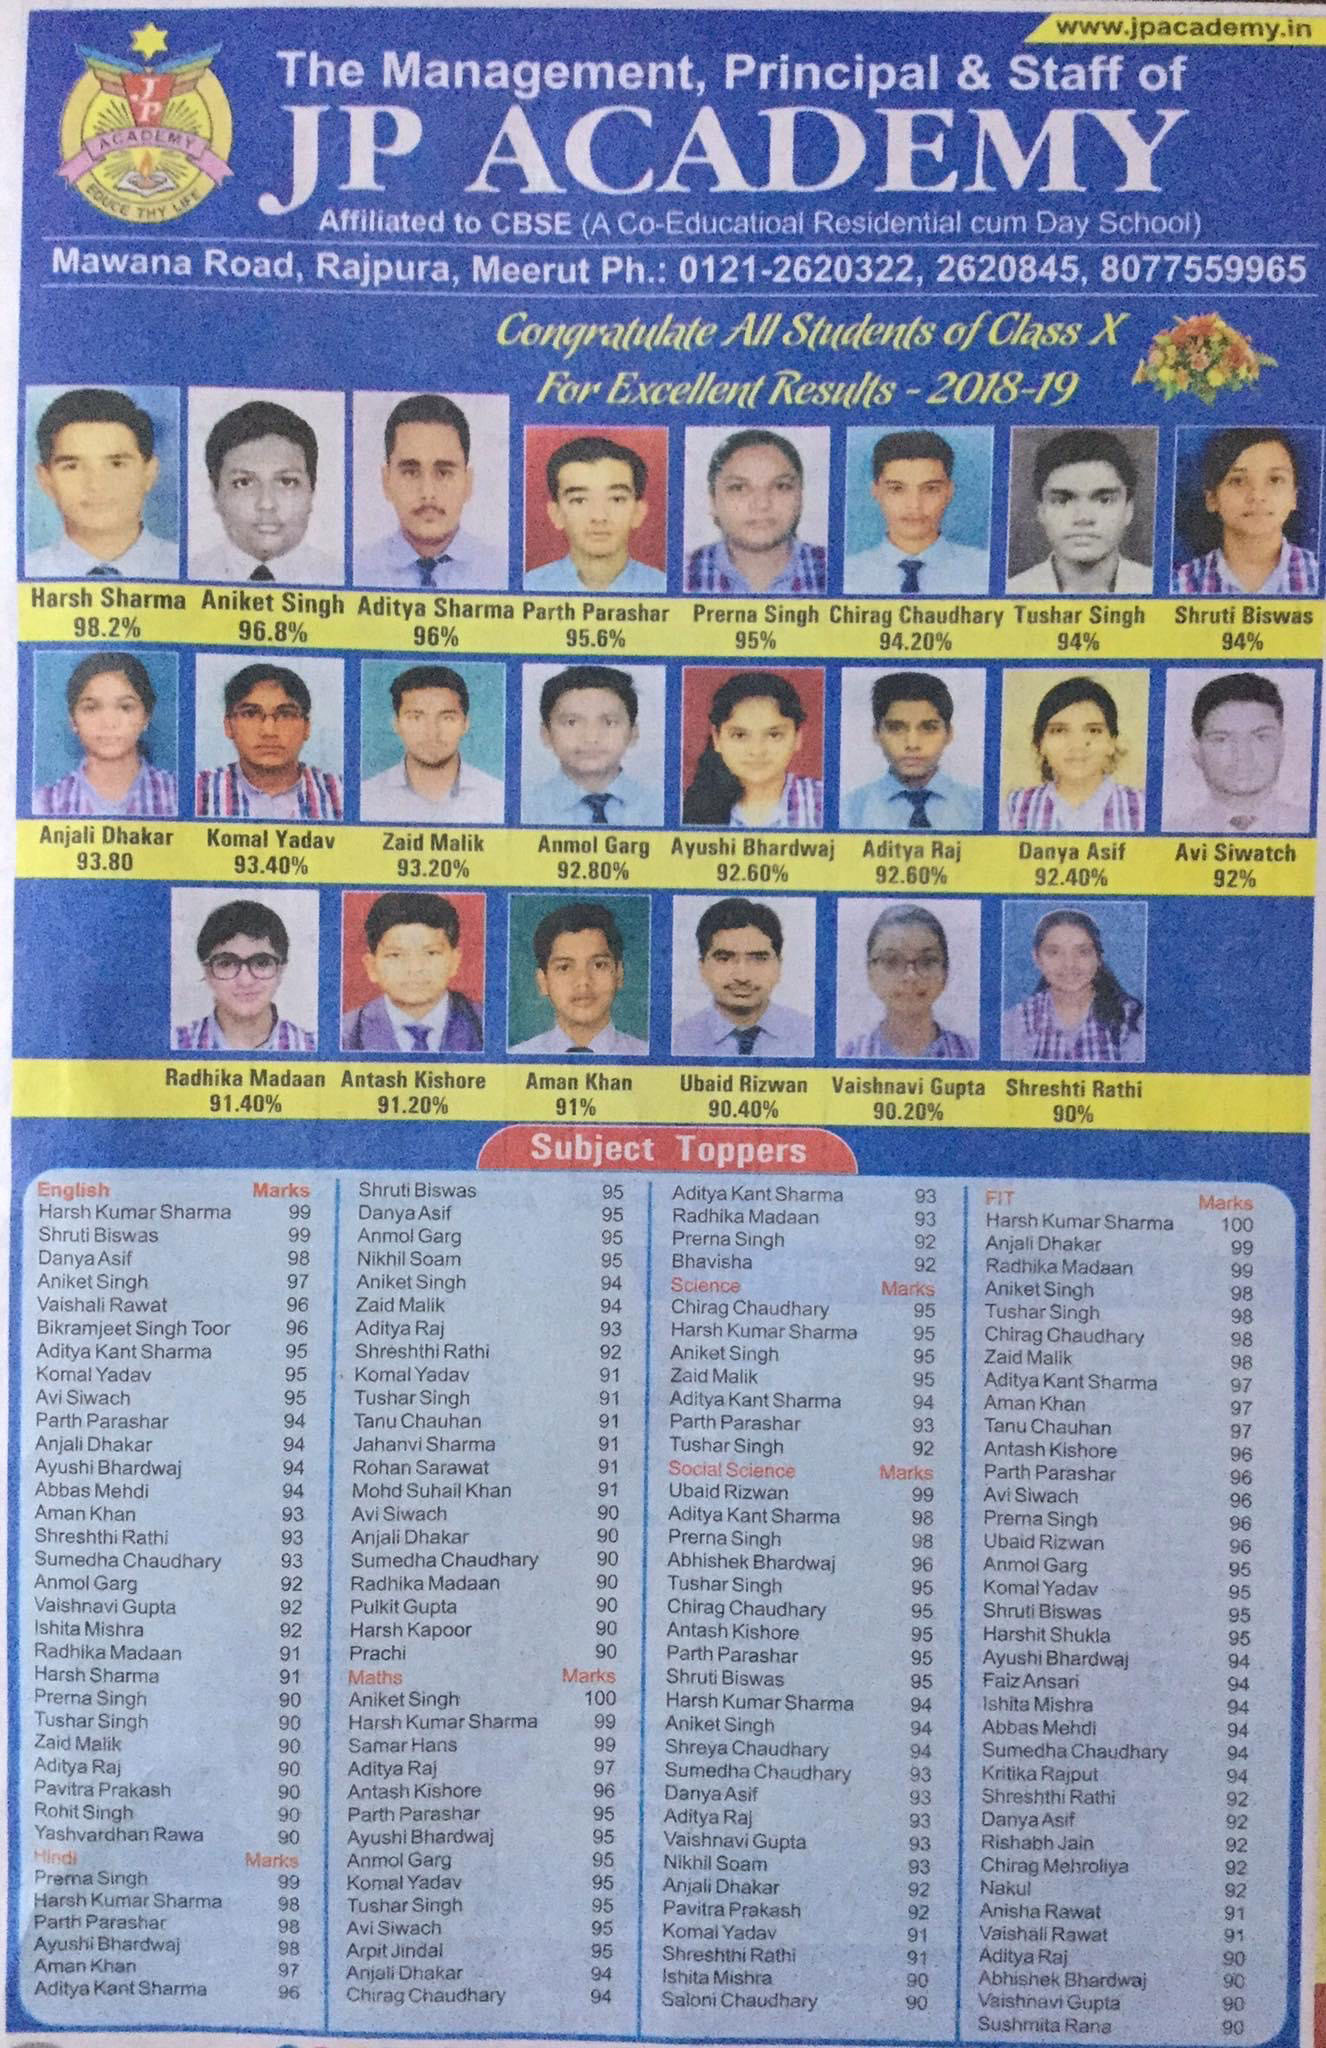 www.jpacademy.in
JP
ACADEMY
EDUCE THY LIFE
The Management, Principal & Staff of
JP ACADEMY
Affiliated to CBSE (A Co-Educatioal Residential cum Day School)
Mawana Road, Rajpura, Meerut Ph.: 0121-2620322, 2620845, 8077559965
Congratulate All Students of Class X
For Excellent Results - 2018-19
Harsh Sharma Aniket Singh Aditya Sharma Parth Parashar Prerna Singh Chirag Chaudhary Tushar Singh Shruti Biswas
98.2% 96.8% 96% 95.6% 95% 94.20% 94% 94%
Anjali Dhakar Komal Yadav Zaid Malik Anmol Garg Ayushi Bhardwaj Aditya Raj Danya Asif Avi Siwatch
93.80 93.40% 93.20% 92.80% 92.60% 92.60% 92.40% 92%
Radhika Madaan Antash Kishore Aman Khan Ubaid Rizwan Vaishnavi Gupta Shreshti Rathi
91.40% 91.20% 91% 90.40% 90.20% 90%
Subject Toppers
English Marks
Harsh Kumar Sharma 99
Shruti Biswas 99
Danya Asif 98
Aniket Singh 97
Vaishali Rawat 96
Bikramjeet Singh Toor 96
Aditya Kant Sharma 95
Komal Yadav 95
Avi Siwach 95
Parth Parashar 94
Anjali Dhakar 94
Ayushi Bhardwaj 94
Abbas Mehdi 94
Aman Khan 93
Shreshthi Rathi 93
Sumedha Chaudhary 93
Anmol Garg 92
Vaishnavi Gupta 92
Ishita Mishra 92
Radhika Madaan 91
Harsh Sharma 91
Prerna Singh 90
Tushar Singh 90
Zaid Malik 90
Aditya Raj 90
Pavitra Prakash 90
Rohit Singh 90
Yashvardhan Rawa 90
Hindi Marks
Prerna Singh 99
Harsh Kumar Sharma 98
Parth Parashar 98
Ayushi Bhardwaj 98
Aman Khan 97
Aditya Kant Sharma 96
Shruti Biswas 95
Danya Asif 95
Anmol Garg 95
Nikhil Soam 95
Aniket Singh 94
Zaid Malik 94
Aditya Raj 93
Shreshthi Rathi 92
Komal Yadav 91
Tushar Singh 91
Tanu Chauhan 91
Jahanvi Sharma 91
Rohan Sarawat 91
Mohd Suhail Khan 91
Avi Siwach 90
Anjali Dhakar 90
Sumedha Chaudhary 90
Radhika Madaan 90
Pulkit Gupta 90
Harsh Kapoor 90
Prachi 90
Maths Marks
Aniket Singh 100
Harsh Kumar Sharma 99
Samar Hans 99
Aditya Raj 97
Antash Kishore 96
Parth Parashar 95
Ayushi Bhardwaj 95
Anmol Garg 95
Komal Yadav 95
Tushar Singh 95
Avi Siwach 95
Arpit Jindal 95
Anjali Dhakar 94
Chirag Chaudhary 94
Aditya Kant Sharma 93
Radhika Madaan 93
Prerna Singh 92
Bhavisha 92
Science Marks
Chirag Chaudhary 95
Harsh Kumar Sharma 95
Aniket Singh 95
Zaid Malik 95
Aditya Kant Sharma 94
Parth Parashar 93
Tushar Singh 92
Social Science Marks
Ubaid Rizwan 99
Aditya Kant Sharma 98
Prerna Singh 98
Abhishek Bhardwaj 96
Tushar Singh 95
Chirag Chaudhary 95
Antash Kishore 95
Parth Parashar 95
Shruti Biswas 95
Harsh Kumar Sharma 94
Aniket Singh 94
Shreya Chaudhary 94
Sumedha Chaudhary 93
Danya Asif 93
Aditya Raj 93
Vaishnavi Gupta 93
Nikhil Soam 93
Anjali Dhakar 92
Pavitra Prakash 92
Komal Yadav 91
Shreshthi Rathi 91
Ishita Mishra 90
Saloni Chaudhary 90
FIT Marks
Harsh Kumar Sharma 100
Anjali Dhakar 99
Radhika Madaan 99
Aniket Singh 98
Tushar Singh 98
Chirag Chaudhary 98
Zaid Malik 98
Aditya Kant Sharma 97
Aman Khan 97
Tanu Chauhan 97
Antash Kishore 96
Parth Parashar 96
Avi Siwach 96
Prerna Singh 96
Ubaid Rizwan 96
Anmol Garg 95
Komal Yadav 95
Shruti Biswas 95
Harshit Shukla 95
Ayushi Bhardwaj 94
Faiz Ansari 94
Ishita Mishra 94
Abbas Mehdi 94
Sumedha Chaudhary 94
Kritika Rajput 94
Shreshthi Rathi 92
Danya Asif 92
Rishabh Jain 92
Chirag Mehroliya 92
Nakul 92
Anisha Rawat 91
Vaishali Rawat 91
Aditya Raj 90
Abhishek Bhardwaj 90
Vaishnavi Gupta 90
Sushmita Rana 90